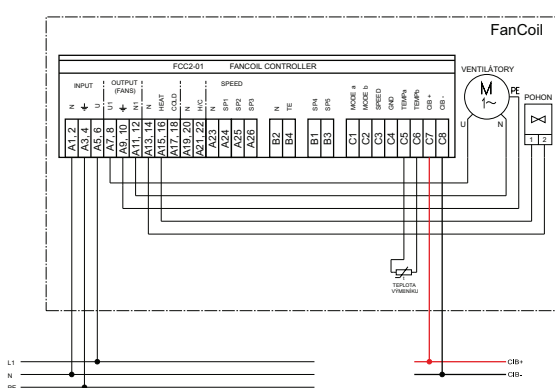 FanCoil
FCC2-01 FANCOIL CONTROLLER
INPUT
OUTPUT
(FANS)
SPEED
N
U
U1
N1
N
HEAT
COLD
N
H/C
N
SP1
SP2
SP3
N
TE
SP4
SP5
MODE a
MODE b
SPEED
GND
TEMPa
TEMPb
CIB +
CIB -
A1, 2
A3, 4
A5, 6
A7, 8
A9, 10
A11, 12
A13, 14
A15, 16
A17, 18
A19, 20
A21, 22
A23
A24
A25
A26
B2
B4
B1
B3
C1
C2
C3
C4
C5
C6
C7
C8
VENTILÁTORY
M
1~
PE
U
N
POHON
1 2
TEPLOTA
VÝMENÍKU
L1
N
PE
CIB+
CIB-